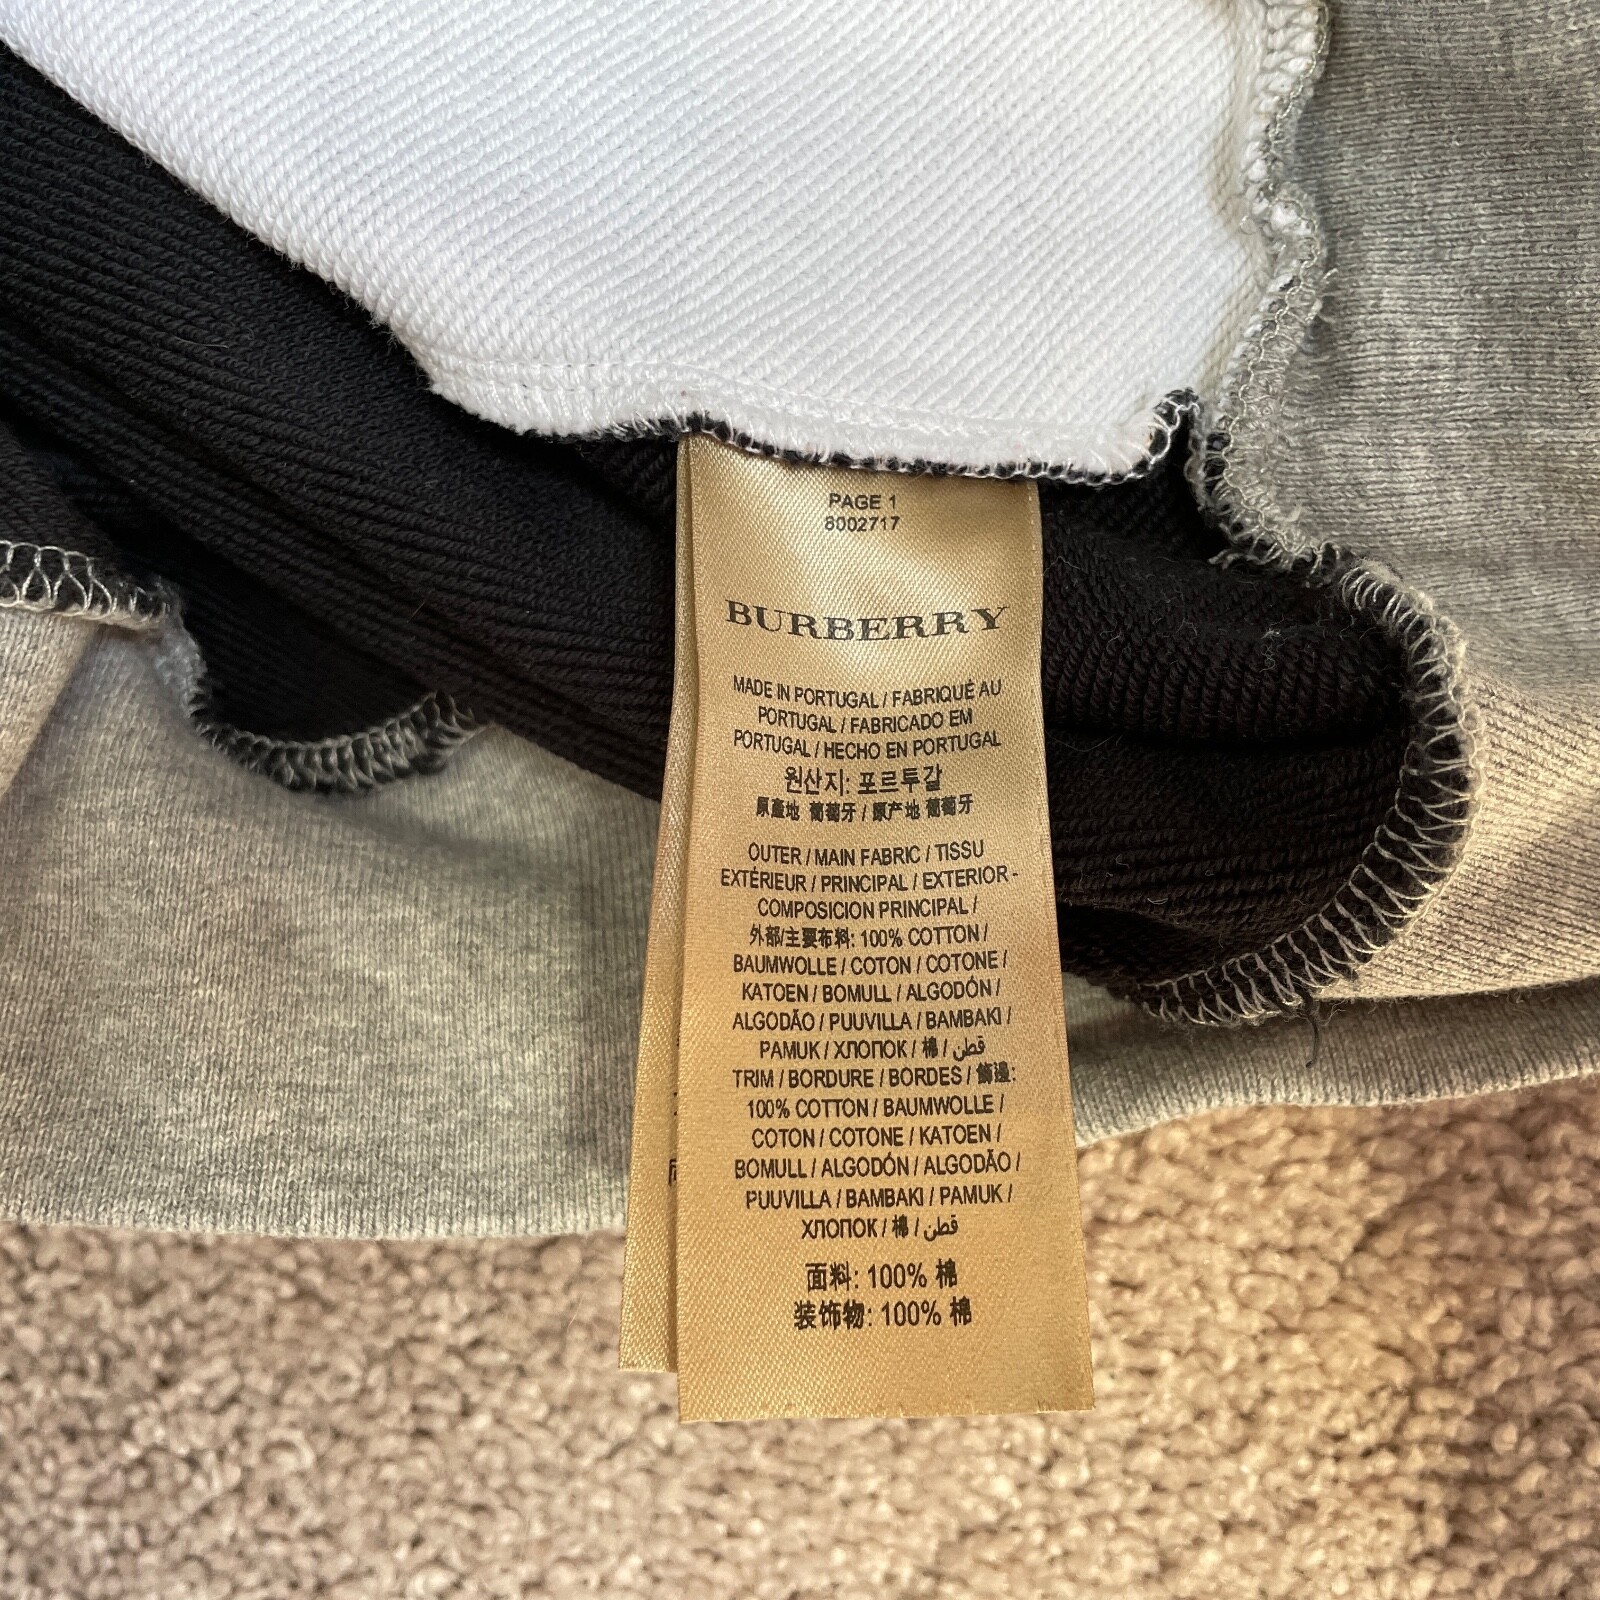 PAGE 1
8002717
BURBERRY
MADE IN PORTUGAL / FABRIQUÉ AU
PORTUGAL / FABRICADO EM
PORTUGAL / HECHO EN PORTUGAL
원산지: 포르투갈
原產地 葡萄牙 / 原产地 葡萄牙
OUTER / MAIN FABRIC / TISSU
EXTÉRIEUR / PRINCIPAL / EXTERIOR -
COMPOSICION PRINCIPAL /
外部/主要布料: 100% COTTON /
BAUMWOLLE / COTON / COTONE /
KATOEN / BOMULL / ALGODÓN /
ALGODÃO / PUUVILLA / BAMBAKI /
PAMUK / ХЛОПОК / 棉 / قطن
TRIM / BORDURE / BORDES / 飾邊:
100% COTTON / BAUMWOLLE /
COTON / COTONE / KATOEN /
BOMULL / ALGODÓN / ALGODÃO /
PUUVILLA / BAMBAKI / PAMUK /
ХЛОПОК / 棉 / قطن
面料: 100% 棉
装饰物: 100% 棉